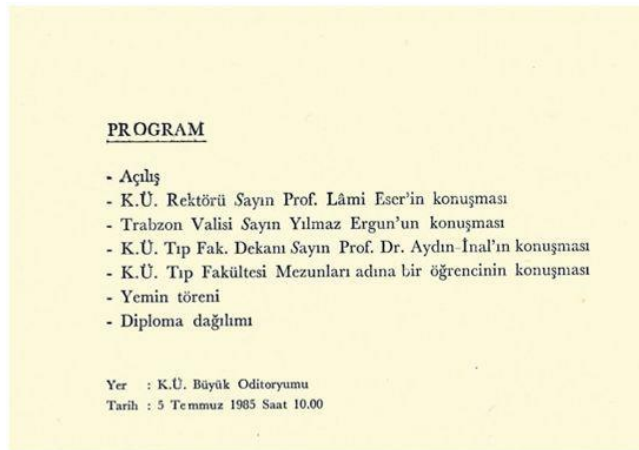 PROGRAM
- Açılış
- K.Ü. Rektörü Sayın Prof. Lâmi Eser'in konuşması
- Trabzon Valisi Sayın Yılmaz Ergun'un konuşması
- K.Ü. Tıp Fak. Dekanı Sayın Prof. Dr. Aydın İnal'ın konuşması
- K.Ü. Tıp Fakültesi Mezunları adına bir öğrencinin konuşması
- Yemin töreni
- Diploma dağılımı
Yer : K.Ü. Büyük Oditoryumu
Tarih : 5 Temmuz 1985 Saat 10.00